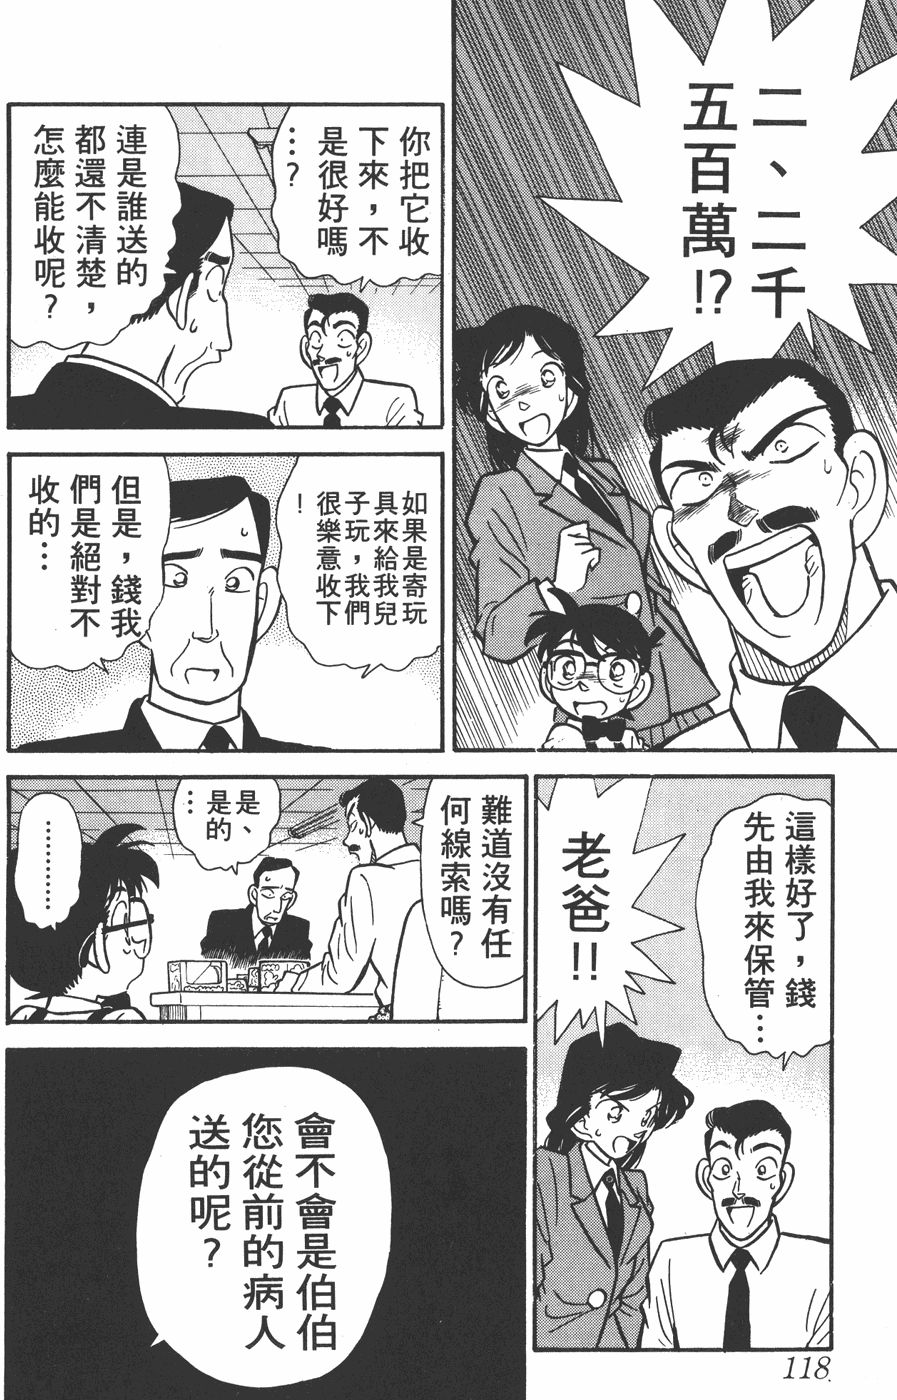 二、二千
五百萬!?
你把它收
下來，不
是很好嗎
…?
連是誰送的
都還不清楚，
怎麼能收呢?
如果是寄玩
具來給我兒
子玩，我們
很樂意收下
!
但是，錢我
們是絕對不
收的…
這樣好了，錢
先由我來保管…
老爸!!
難道沒有任
何線索嗎?
是、
是的
…
………
會不會是伯伯
您從前的病人
送的呢?
118